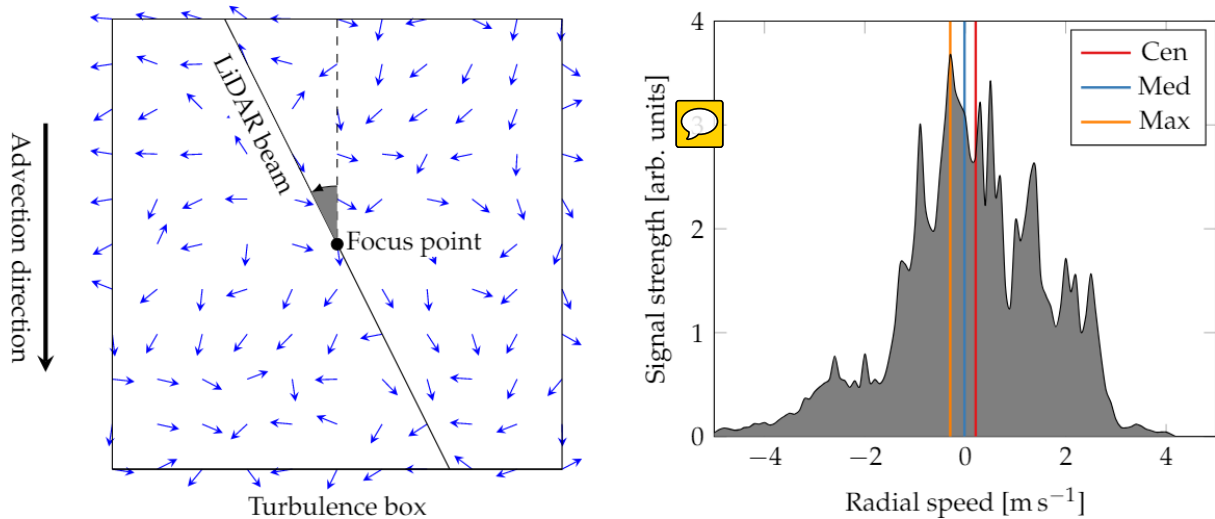 Advection direction
LiDAR beam
Focus point
Turbulence box
Signal strength [arb. units]
4
3
2
1
0
−4 −2 0 2 4
Radial speed [m s⁻¹]
Cen
Med
Max